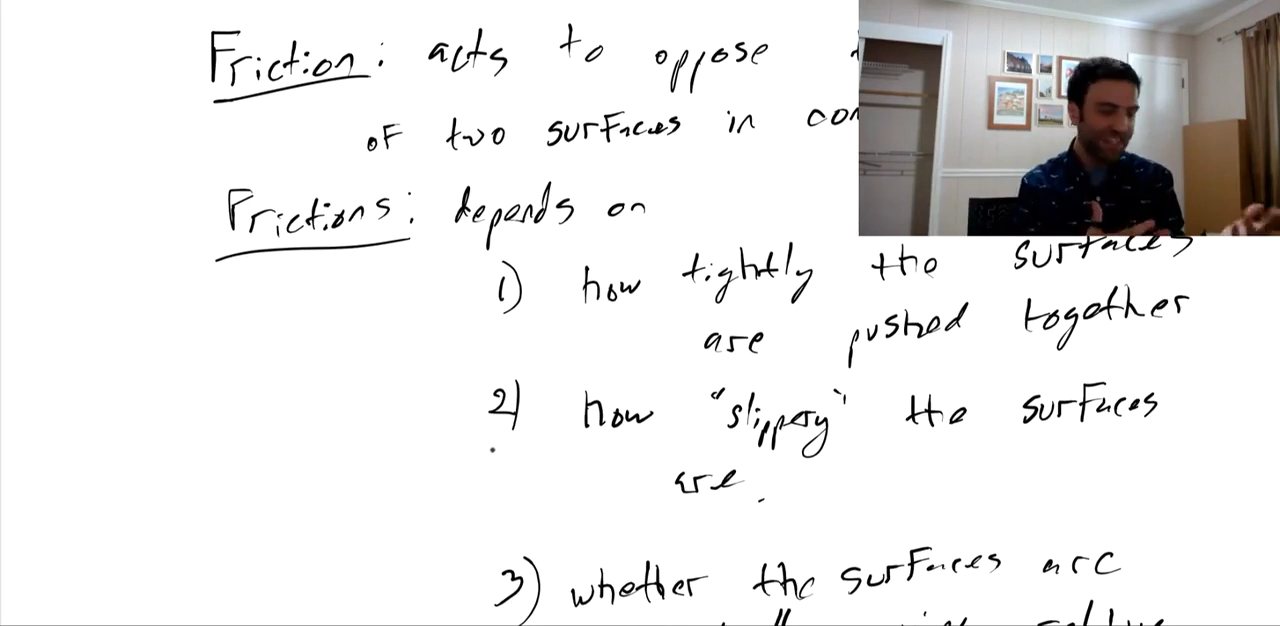 Friction: acts to oppose
of two surfaces in con
Frictions: depends on
1) how tightly the surfaces
are pushed together
2) how "slippery" the surfaces
are.
3) whether the surfaces are